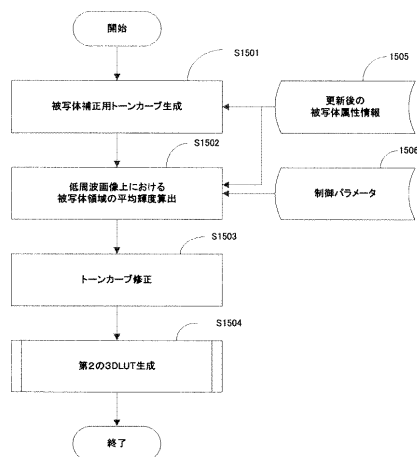 開始
S1501
1505
被写体補正用トーンカーブ生成
更新後の
被写体属性情報
S1502
1506
低周波画像上における
被写体領域の平均輝度算出
制御パラメータ
S1503
トーンカーブ修正
S1504
第2の3DLUT生成
終了